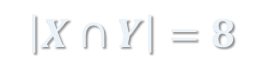 |X ∩ Y| = 8